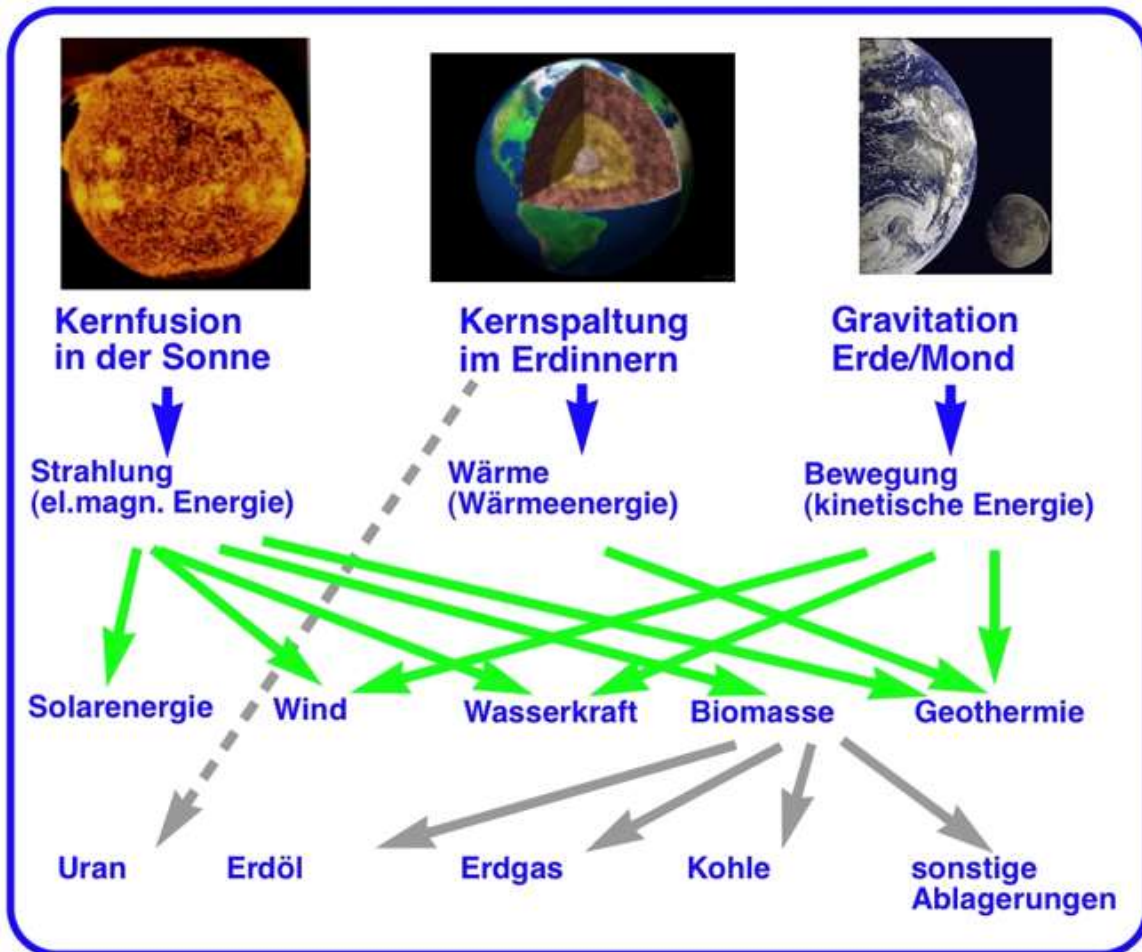 Kernfusion
in der Sonne
Kernspaltung
im Erdinnern
Gravitation
Erde/Mond
Strahlung
(el.magn. Energie)
Wärme
(Wärmeenergie)
Bewegung
(kinetische Energie)
Solarenergie
Wind
Wasserkraft
Biomasse
Geothermie
Uran
Erdöl
Erdgas
Kohle
sonstige
Ablagerungen